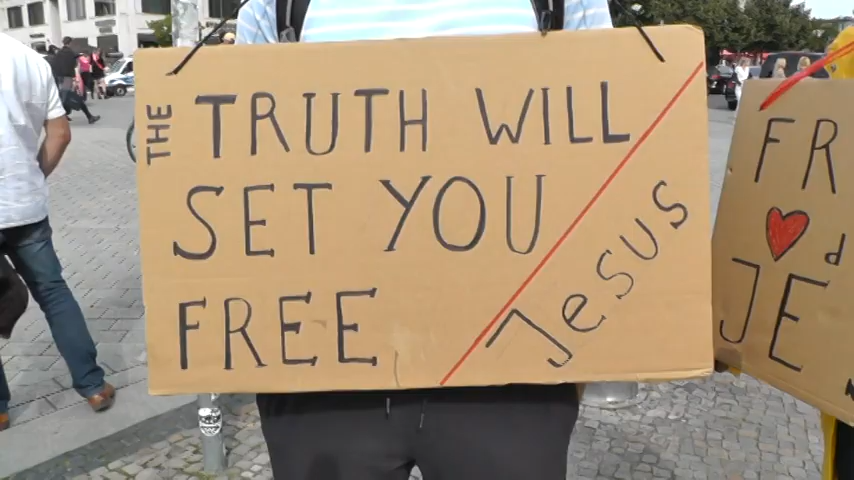 THE TRUTH WILL
SET YOU
FREE
Jesus
FR
d
JE